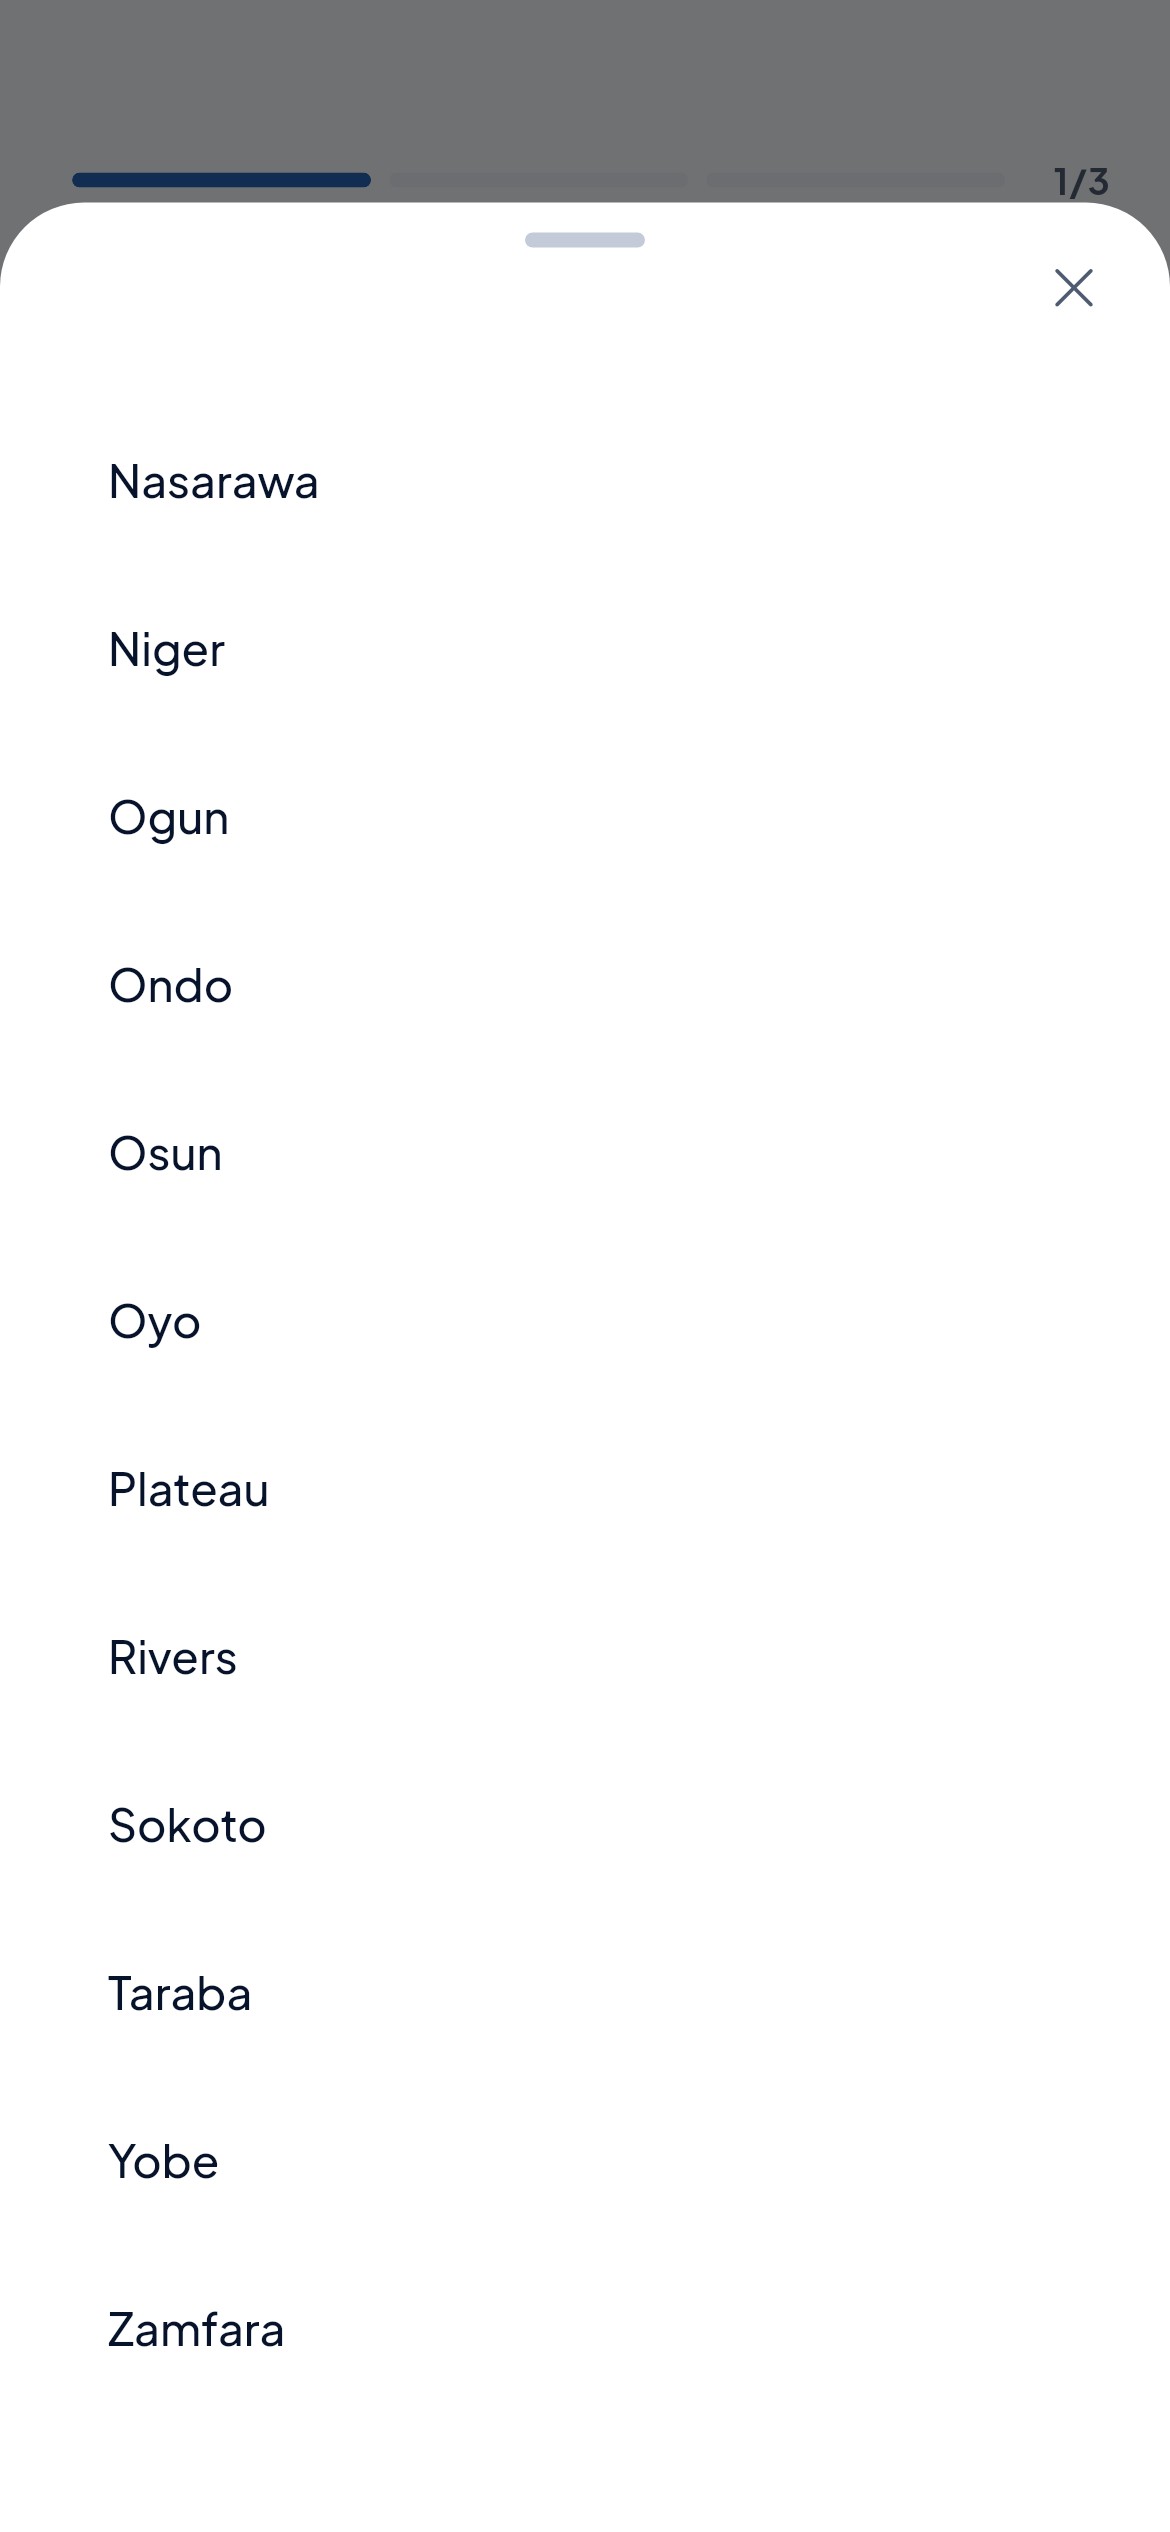 1/3
Nasarawa
Niger
Ogun
Ondo
Osun
Oyo
Plateau
Rivers
Sokoto
Taraba
Yobe
Zamfara